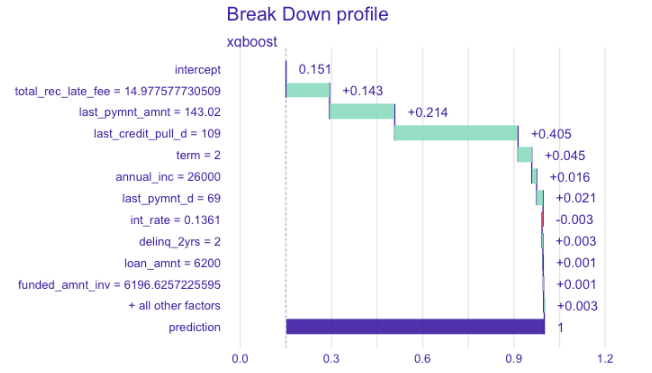 Break Down profile
xgboost
intercept 0.151
total_rec_late_fee = 14.977577730509 +0.143
last_pymnt_amnt = 143.02 +0.214
last_credit_pull_d = 109 +0.405
term = 2 +0.045
annual_inc = 26000 +0.016
last_pymnt_d = 69 +0.021
int_rate = 0.1361 -0.003
delinq_2yrs = 2 +0.003
loan_amnt = 6200 +0.001
funded_amnt_inv = 6196.6257225595 +0.001
+ all other factors +0.003
prediction 1
0.0 0.3 0.6 0.9 1.2